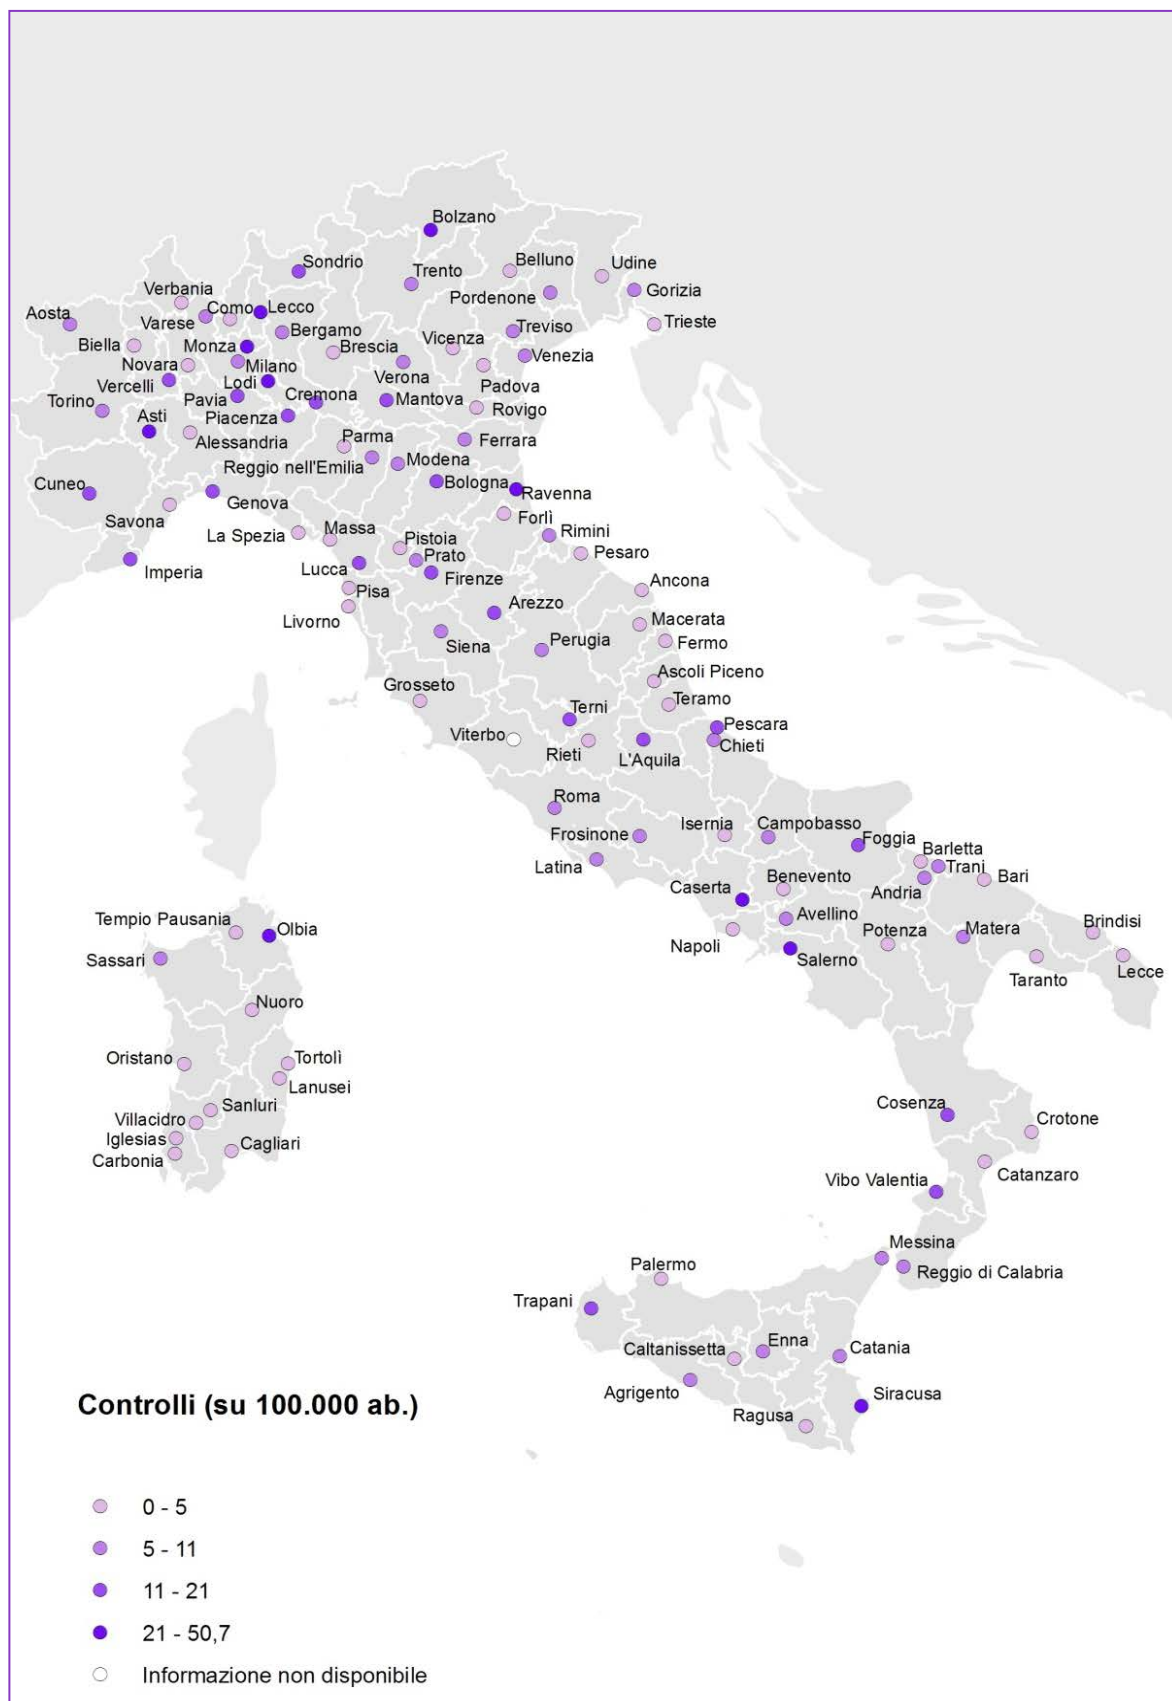 Bolzano
Sondrio
Trento
Belluno
Udine
Verbania
Pordenone
Gorizia
Aosta
Como
Lecco
Varese
Bergamo
Vicenza
Treviso
Trieste
Biella
Monza
Brescia
Venezia
Novara
Milano
Verona
Padova
Vercelli
Lodi
Torino
Pavia
Cremona
Mantova
Rovigo
Asti
Piacenza
Alessandria
Parma
Ferrara
Reggio nell'Emilia
Modena
Cuneo
Genova
Bologna
Ravenna
Savona
Forlì
La Spezia
Massa
Pistoia
Rimini
Prato
Pesaro
Imperia
Lucca
Firenze
Pisa
Ancona
Livorno
Arezzo
Macerata
Siena
Perugia
Fermo
Grosseto
Ascoli Piceno
Teramo
Terni
Pescara
Viterbo
Rieti
L'Aquila
Chieti
Roma
Isernia
Campobasso
Frosinone
Foggia
Barletta
Latina
Trani
Benevento
Andria
Bari
Caserta
Tempio Pausania
Olbia
Avellino
Brindisi
Napoli
Potenza
Matera
Sassari
Salerno
Taranto
Lecce
Nuoro
Oristano
Tortolì
Lanusei
Sanluri
Villacidro
Cosenza
Iglesias
Cagliari
Crotone
Carbonia
Catanzaro
Vibo Valentia
Messina
Palermo
Reggio di Calabria
Trapani
Enna
Caltanissetta
Catania
Agrigento
Siracusa
Ragusa
Controlli (su 100.000 ab.)
0 - 5
5 - 11
11 - 21
21 - 50,7
Informazione non disponibile